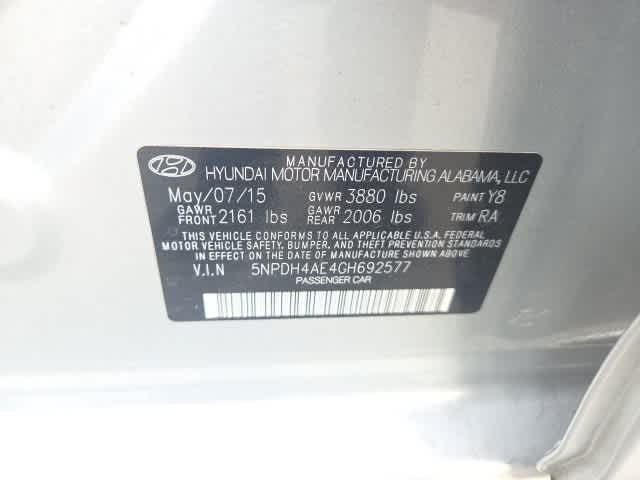 MANUFACTURED BY
HYUNDAI MOTOR MANUFACTURING ALABAMA, LLC
May/07/15 GVWR 3880 lbs PAINT Y8
GAWR FRONT 2161 lbs GAWR REAR 2006 lbs TRIM RA
THIS VEHICLE CONFORMS TO ALL APPLICABLE U.S.A. FEDERAL
MOTOR VEHICLE SAFETY, BUMPER, AND THEFT PREVENTION STANDARDS
IN EFFECT ON THE DATE OF MANUFACTURE SHOWN ABOVE.
V.I.N 5NPDH4AE4GH692577
PASSENGER CAR